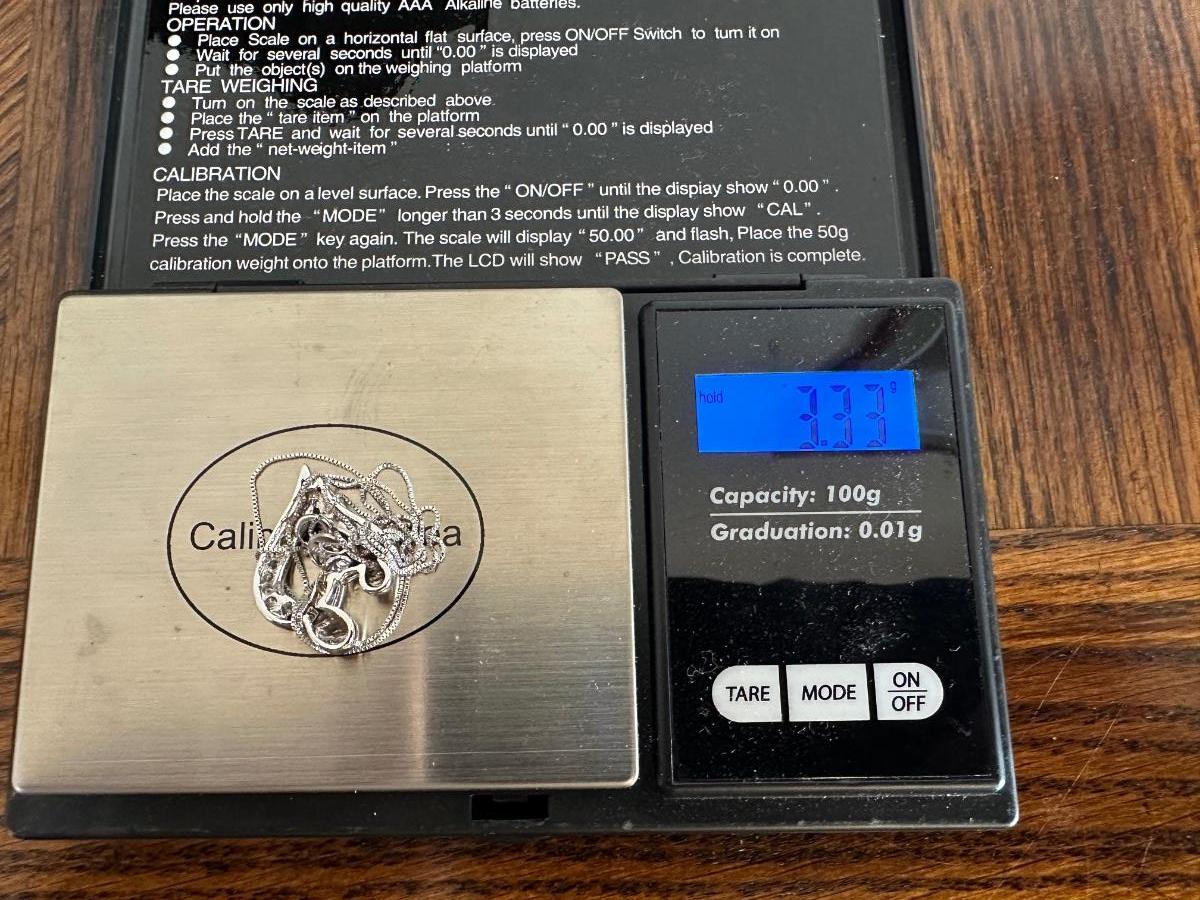 Please use only high quality AAA Alkaline batteries.
OPERATION
● Place Scale on a horizontal flat surface, press ON/OFF Switch to turn it on
● Wait for several seconds until “0.00” is displayed
● Put the object(s) on the weighing platform
TARE WEIGHING
● Turn on the scale as described above.
● Place the “tare item” on the platform
● Press TARE and wait for several seconds until “0.00” is displayed
● Add the “net-weight-item”
CALIBRATION
Place the scale on a level surface. Press the “ON/OFF” until the display show “0.00”.
Press and hold the “MODE” longer than 3 seconds until the display show “CAL”.
Press the “MODE” key again. The scale will display “50.00” and flash, Place the 50g
calibration weight onto the platform. The LCD will show “PASS”, Calibration is complete.
hold 3.33 g
Capacity: 100g
Graduation: 0.01g
TARE MODE ON/OFF